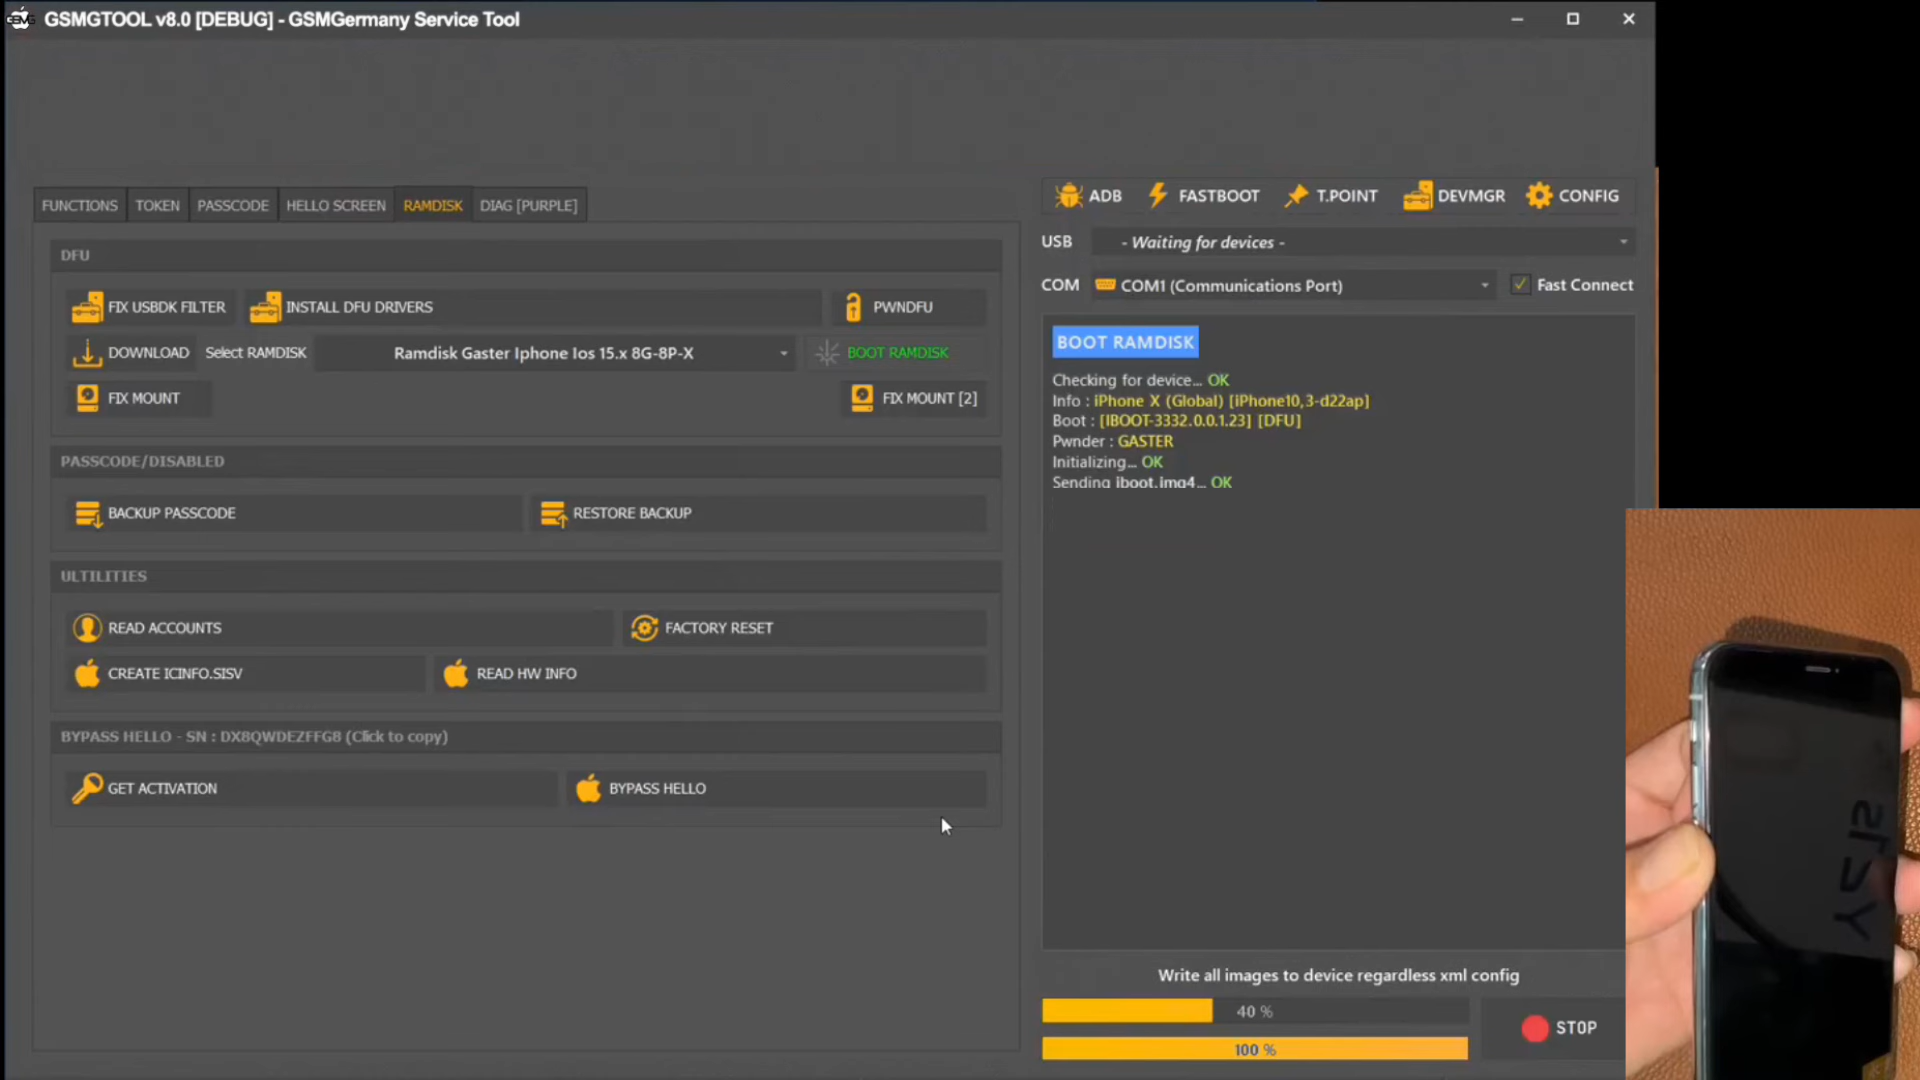 GSMGTOOL v8.0 [DEBUG] - GSMGermany Service Tool
FUNCTIONS
TOKEN
PASSCODE
HELLO SCREEN
RAMDISK
DIAG [PURPLE]
ADB
FASTBOOT
T.POINT
DEVMGR
CONFIG
USB
- Waiting for devices -
COM
COM1 (Communications Port)
Fast Connect
DFU
FIX USBDK FILTER
INSTALL DFU DRIVERS
PWNDFU
DOWNLOAD
Select RAMDISK
Ramdisk Gaster Iphone Ios 15.x 8G-8P-X
BOOT RAMDISK
FIX MOUNT
FIX MOUNT [2]
PASSCODE/DISABLED
BACKUP PASSCODE
RESTORE BACKUP
ULTILITIES
READ ACCOUNTS
FACTORY RESET
CREATE ICINFO.SISV
READ HW INFO
BYPASS HELLO - SN : DX8QWDEZFFG8 (Click to copy)
GET ACTIVATION
BYPASS HELLO
BOOT RAMDISK
Checking for device... OK
Info : iPhone X (Global) [iPhone10,3-d22ap]
Boot : [IBOOT-3332.0.0.1.23] [DFU]
Pwnder : GASTER
Initializing... OK
Sending iboot.img4... OK
Write all images to device regardless xml config
40 %
100 %
STOP